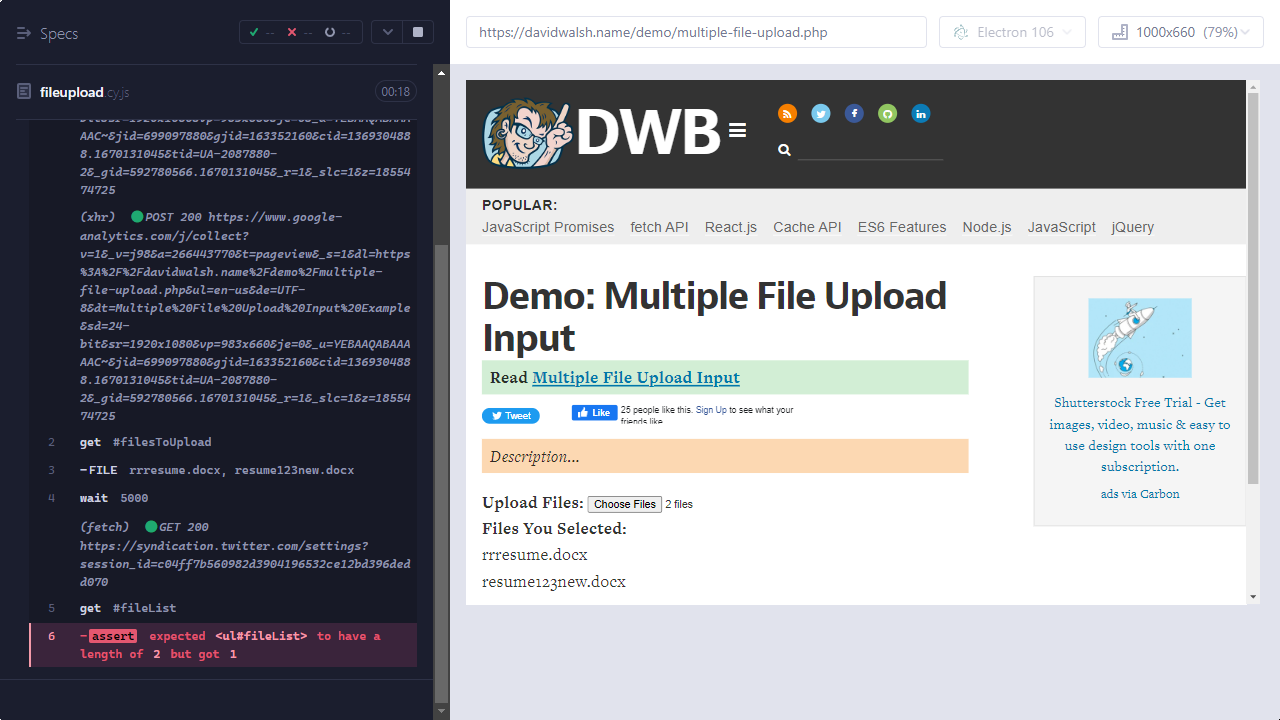 Specs
-- -- --
fileupload.cy.js
00:18
AAC~&jid=699097880&gjid=163352160&cid=136930488
8.1670131045&tid=UA-2087880-
2&_gid=592780566.1670131045&_r=1&_slc=1&z=1855
474725
(xhr) POST 200 https://www.google-
analytics.com/j/collect?
v=1&_v=j98&a=266443770&t=pageview&_s=1&dl=https
%3A%2F%2Fdavidwalsh.name%2Fdemo%2Fmultiple-
file-upload.php&ul=en-us&de=UTF-
8&dt=Multiple%20File%20Upload%20Input%20Example
&sd=24-
bit&sr=1920x1080&vp=983x660&je=0&_u=YEBAAQABAAA
AAC~&jid=699097880&gjid=163352160&cid=136930488
8.1670131045&tid=UA-2087880-
2&_gid=592780566.1670131045&_r=1&_slc=1&z=1855
474725
2 get #filesToUpload
3 -FILE rrresume.docx, resume123new.docx
4 wait 5000
(fetch) GET 200
https://syndication.twitter.com/settings?
session_id=c04ff7b560982d3904196532ce12bd396ded
d070
5 get #fileList
6 -assert expected <ul#fileList> to have a
length of 2 but got 1
https://davidwalsh.name/demo/multiple-file-upload.php
Electron 106
1000x660 (79%)
DWB
POPULAR:
JavaScript Promises fetch API React.js Cache API ES6 Features Node.js JavaScript jQuery
Demo: Multiple File Upload
Input
Read Multiple File Upload Input
Tweet
Like
25 people like this. Sign Up to see what your
friends like.
Description...
Upload Files: Choose Files 2 files
Files You Selected:
rrresume.docx
resume123new.docx
Shutterstock Free Trial - Get
images, video, music & easy to
use design tools with one
subscription.
ads via Carbon